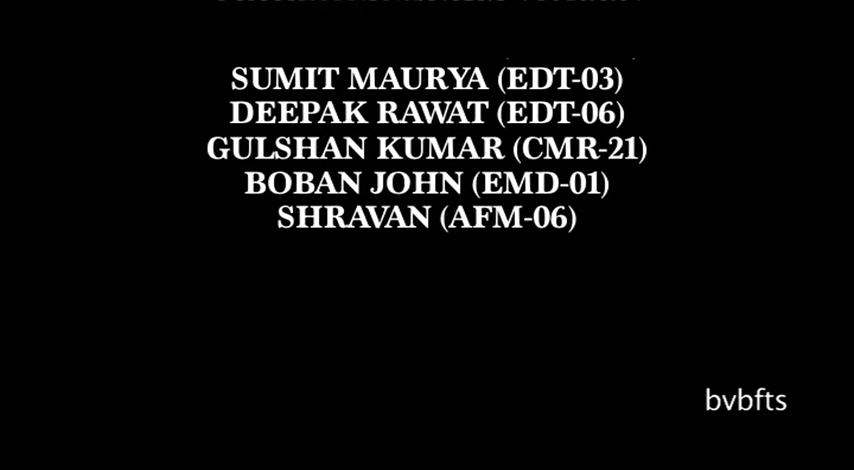 SUMIT MAURYA (EDT-03)
DEEPAK RAWAT (EDT-06)
GULSHAN KUMAR (CMR-21)
BOBAN JOHN (EMD-01)
SHRAVAN (AFM-06)
bvbfts